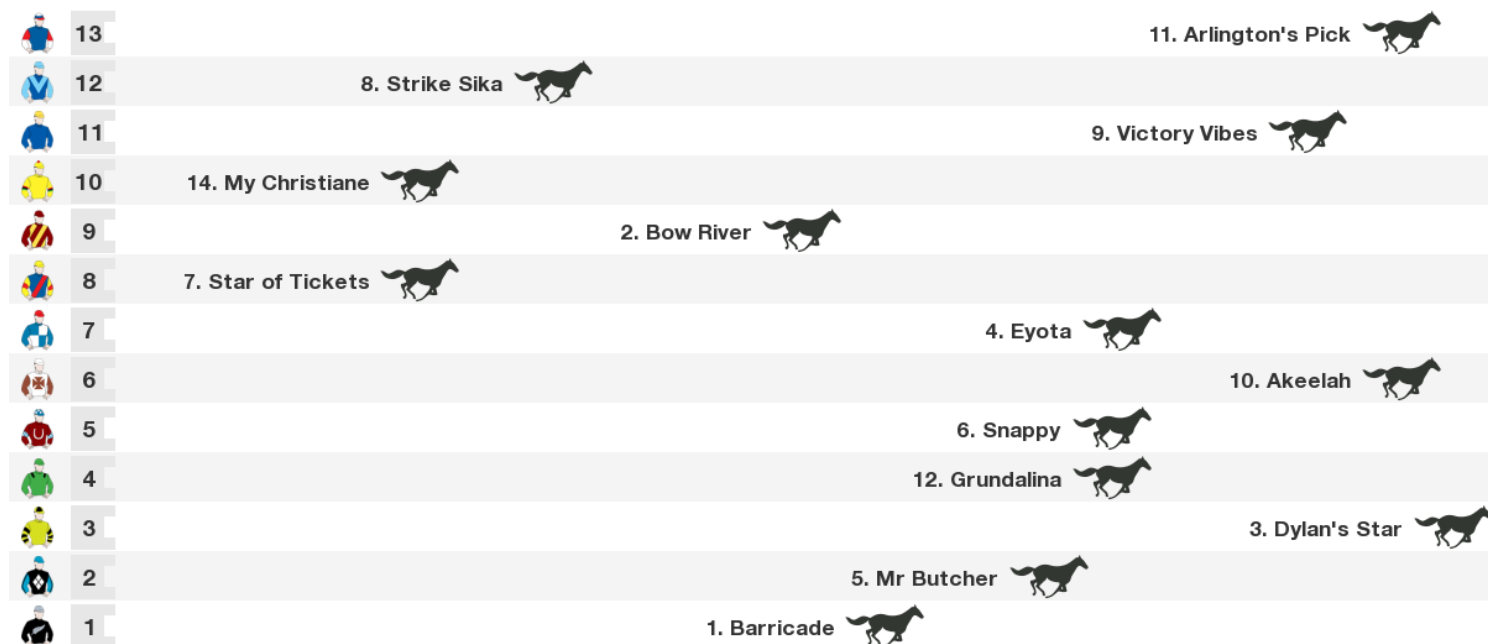 13 11. Arlington's Pick
12 8. Strike Sika
11 9. Victory Vibes
10 14. My Christiane
9 2. Bow River
8 7. Star of Tickets
7 4. Eyota
6 10. Akeelah
5 6. Snappy
4 12. Grundalina
3 3. Dylan's Star
2 5. Mr Butcher
1 1. Barricade